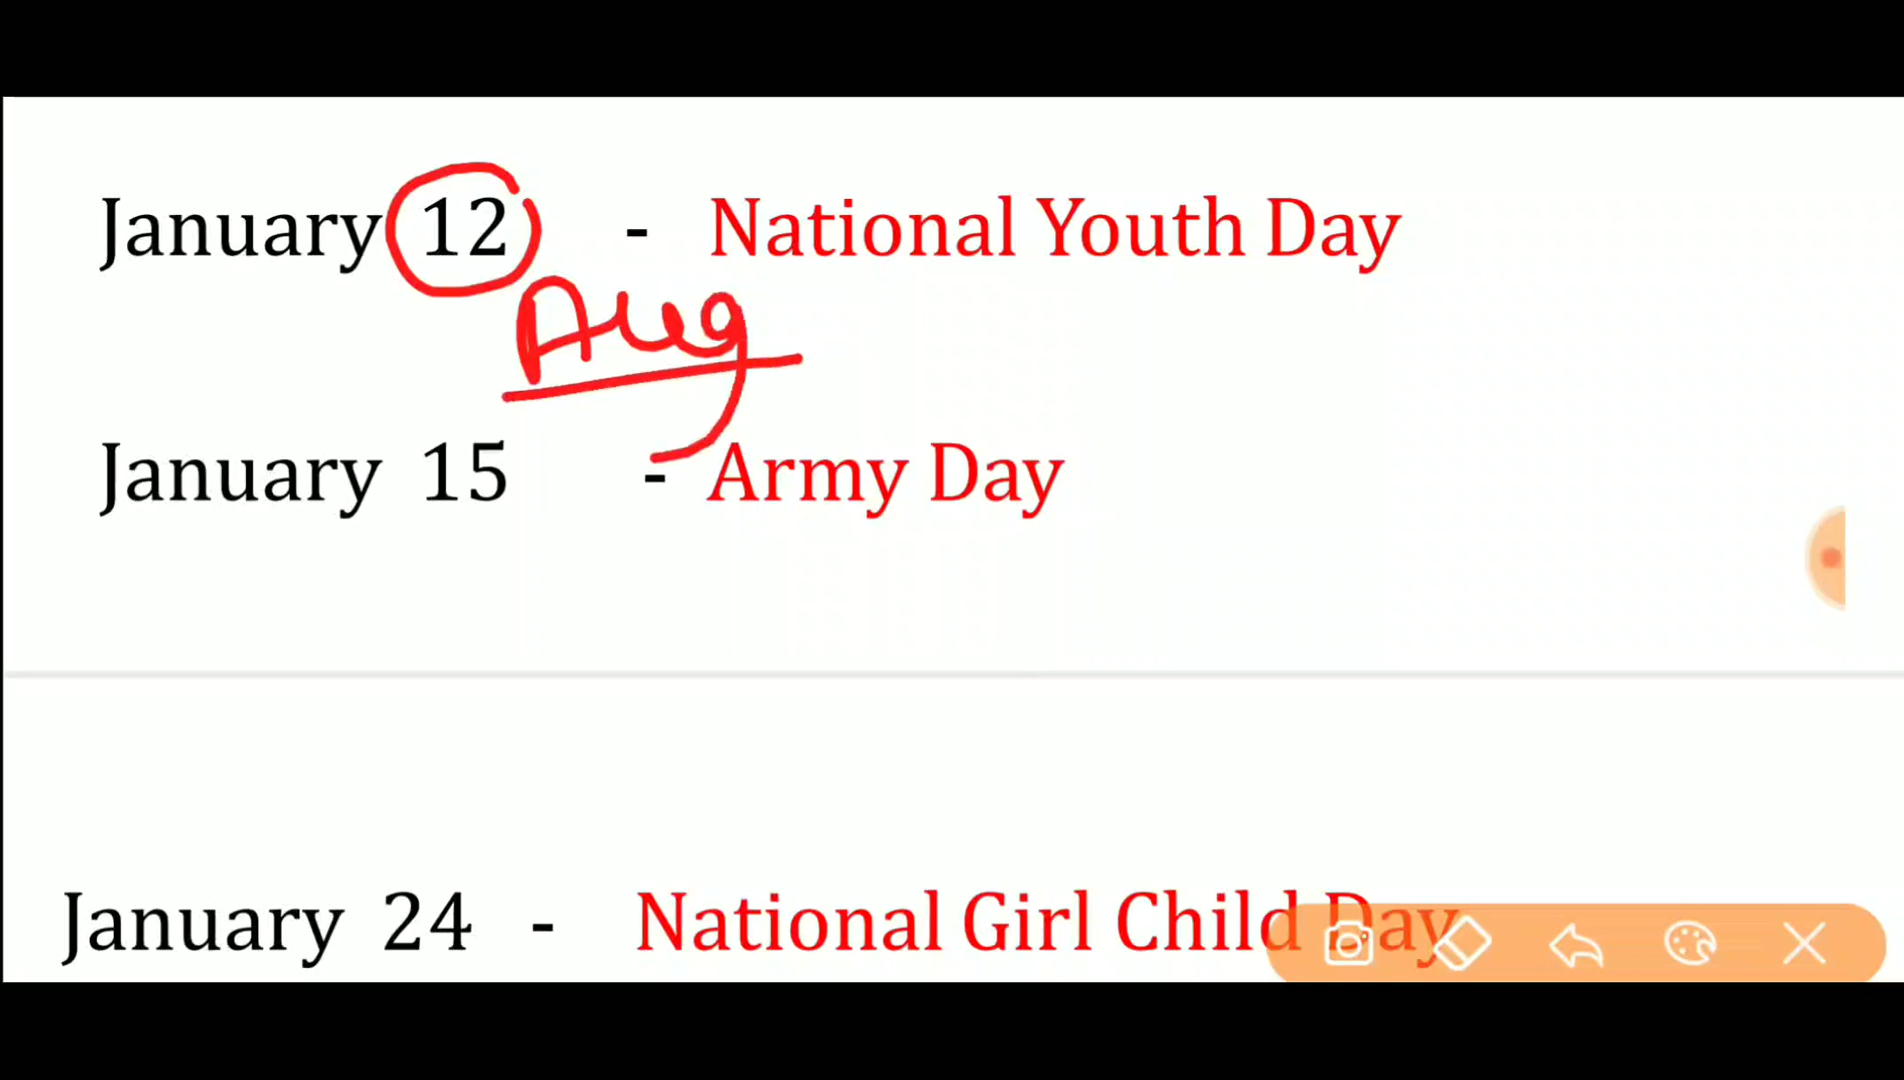 January 12 - National Youth Day
Aug
January 15 - Army Day
January 24 - National Girl Child Day